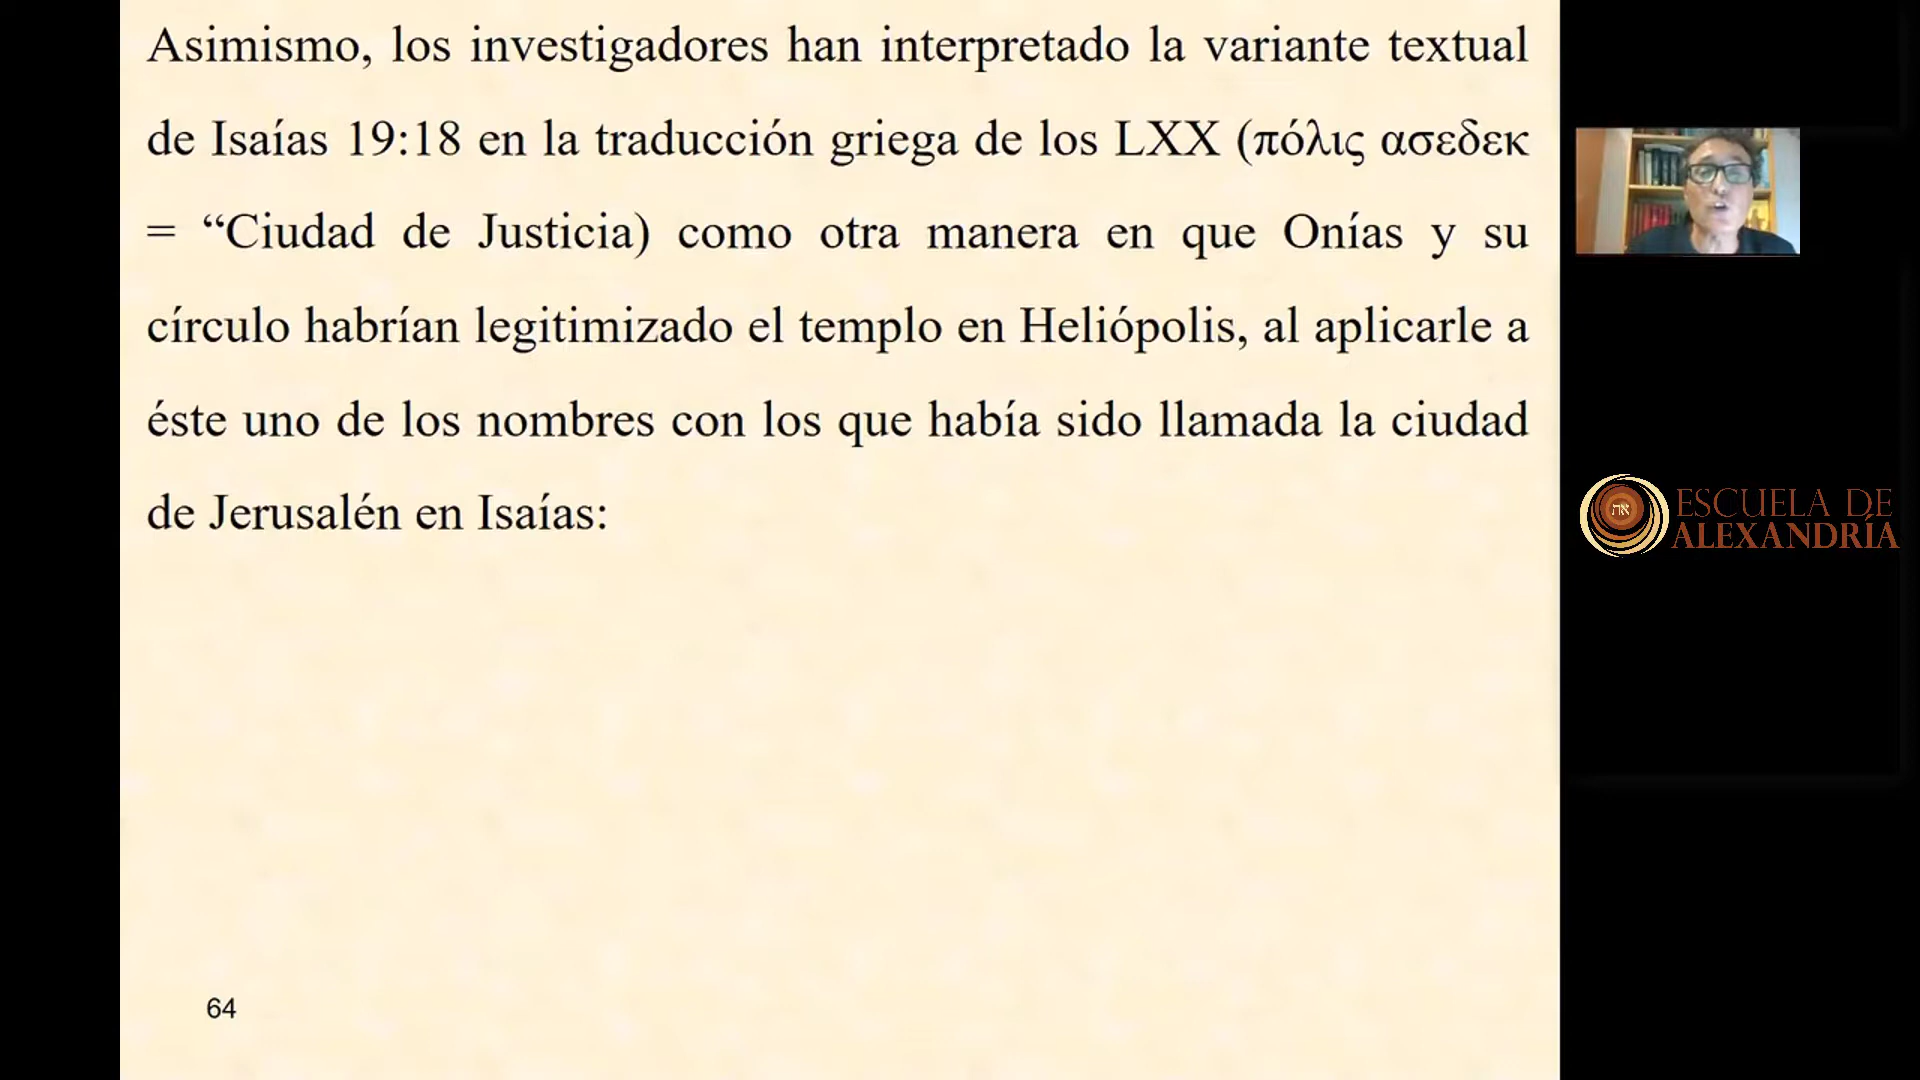 Asimismo, los investigadores han interpretado la variante textual
de Isaías 19:18 en la traducción griega de los LXX (πόλις ασεδεκ
= “Ciudad de Justicia) como otra manera en que Onías y su
círculo habrían legitimizado el templo en Heliópolis, al aplicarle a
éste uno de los nombres con los que había sido llamada la ciudad
de Jerusalén en Isaías:
64
את
ESCUELA DE
ALEXANDRÍA